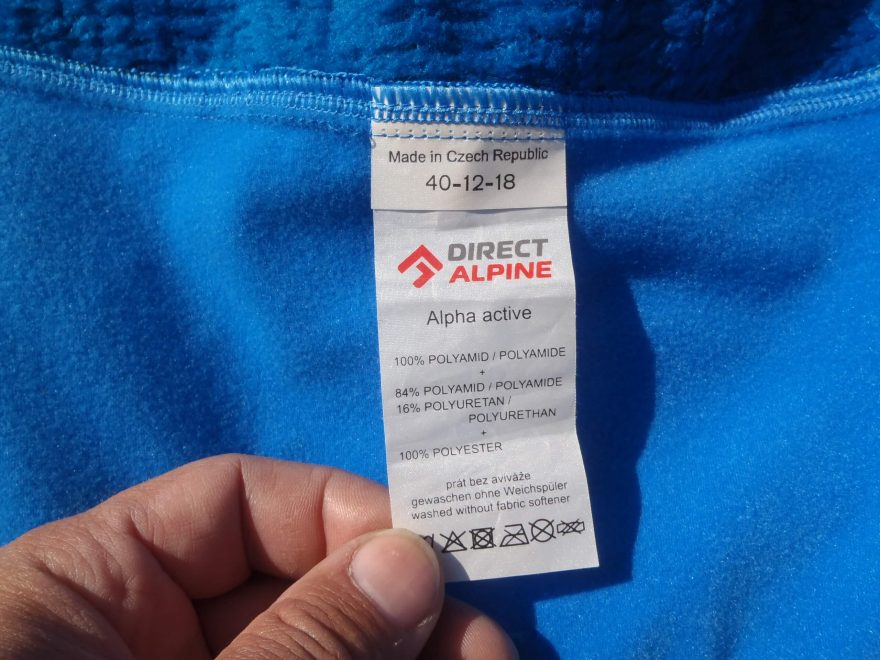 Made in Czech Republic
40-12-18
DIRECT
ALPINE
Alpha active
100% POLYAMID / POLYAMIDE
+
84% POLYAMID / POLYAMIDE
16% POLYURETAN /
POLYURETHAN
+
100% POLYESTER
prát bez aviváže
gewaschen ohne Weichspüler
washed without fabric softener